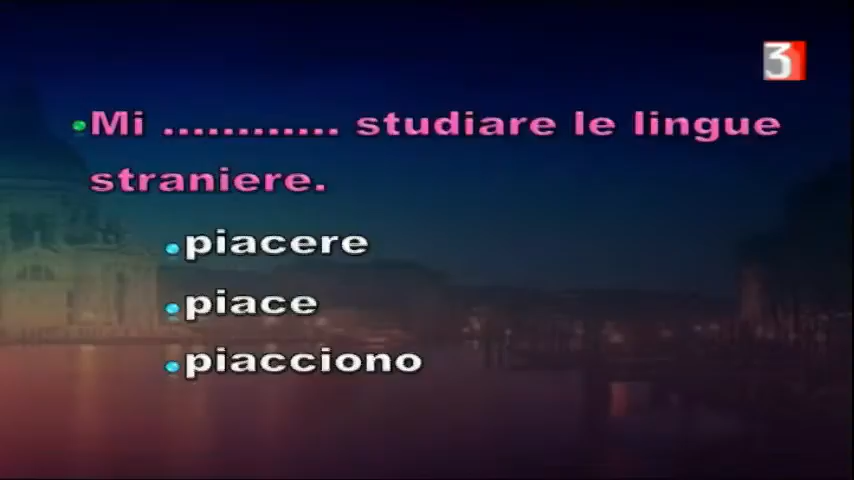 3
Mi ............ studiare le lingue
straniere.
piacere
piace
piacciono